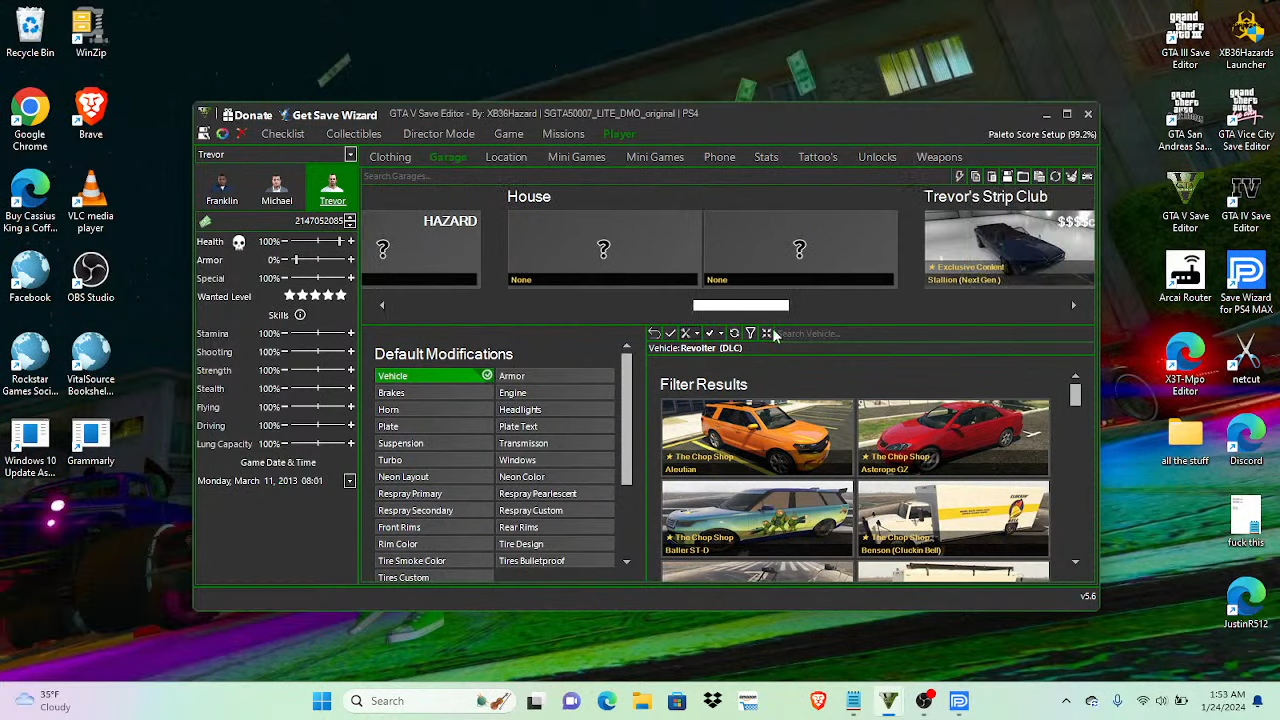 Recycle Bin
WinZip
Google Chrome
Brave
Buy Cassius King a Coff...
VLC media player
Facebook
OBS Studio
Rockstar Games Soci...
VitalSource Bookshel...
Windows 10 Updates 10...
Grammarly
Donate
Get Save Wizard
GTA V Save Editor - By: XB36Hazard | SGTA50007_LITE_DMO_original | PS4
Checklist
Collectibles
Director Mode
Game
Missions
Player
Paleto Score Setup (99.2%)
Trevor
Franklin
Michael
Trevor
2147052085
Health 100%
Armor 0%
Special 100%
Wanted Level
Skills
Stamina 100%
Shooting 100%
Strength 100%
Stealth 100%
Flying 100%
Driving 100%
Lung Capacity 100%
Game Date & Time
Monday, March 11, 2013 08:01
Clothing
Garage
Location
Mini Games
Mini Games
Phone
Stats
Tattoo's
Unlocks
Weapons
Search Garages...
HAZARD
?
House
?
None
?
None
Trevor's Strip Club
$$$$c
★ Exclusive Content
Stallion (Next Gen )
Default Modifications
Vehicle
Armor
Brakes
Engine
Horn
Headlights
Plate
Plate Text
Suspension
Transmisson
Turbo
Windows
Neon Layout
Neon Color
Respray Primary
Respray Pearlescent
Respray Secondary
Respray Custom
Front Rims
Rear Rims
Rim Color
Tire Design
Tire Smoke Color
Tires Bulletproof
Tires Custom
Search Vehicle...
Vehicle: Revolter (DLC)
Filter Results
★ The Chop Shop
Aleutian
★ The Chop Shop
Asterope GZ
★ The Chop Shop
Baller ST-D
★ The Chop Shop
Benson (Cluckin Bell)
v5.6
GTA III Save Editor
XB36Hazards Launcher
GTA San Andreas Sa...
GTA Vice City Save Editor
GTA V Save Editor
GTA IV Save Editor
Arcai Router
Save Wizard for PS4 MAX
X3T-Mpo Editor
netcut
all the stuff
Discord
fuck this
JustinR512
35°F
Cloudy
Search
1:53 AM
1/24/2024